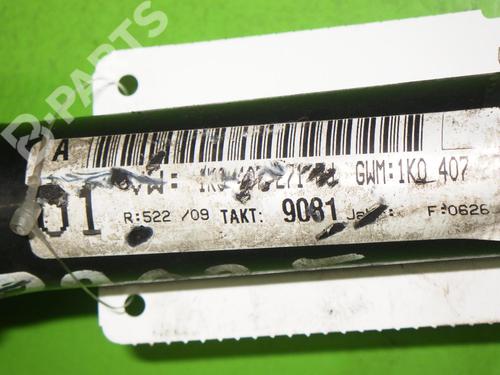 B-PARTS
A
VW: 1K0 GWM:1K0 407
01 R:522 /09 TAKT: 9081 F:0626